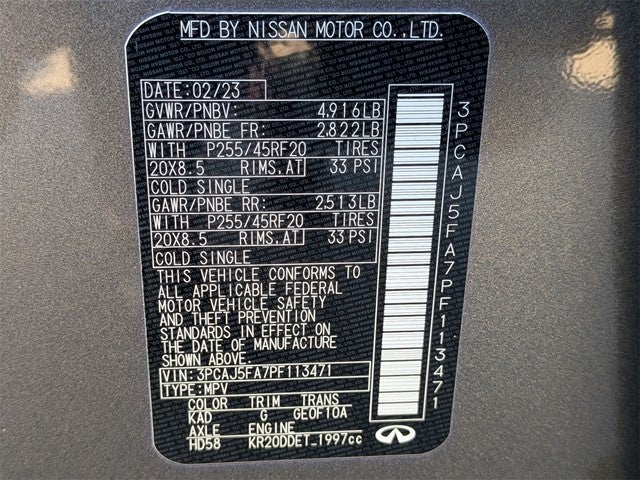 MFD BY NISSAN MOTOR CO.,LTD.
DATE:02/23
GVWR/PNBV: 4,916LB
GAWR/PNBE FR: 2,822LB
WITH P255/45RF20 TIRES
20X8.5 RIMS,AT 33 PSI
COLD SINGLE
GAWR/PNBE RR: 2,513LB
WITH P255/45RF20 TIRES
20X8.5 RIMS,AT 33 PSI
COLD SINGLE
THIS VEHICLE CONFORMS TO
ALL APPLICABLE FEDERAL
MOTOR VEHICLE SAFETY
AND THEFT PREVENTION
STANDARDS IN EFFECT ON
THE DATE OF MANUFACTURE
SHOWN ABOVE.
VIN:3PCAJ5FA7PF113471
TYPE:MPV
COLOR TRIM TRANS
KAD G GE0F10A
AXLE ENGINE
HD58 KR20DDET_1997cc
3PCAJ5FA7PF113471